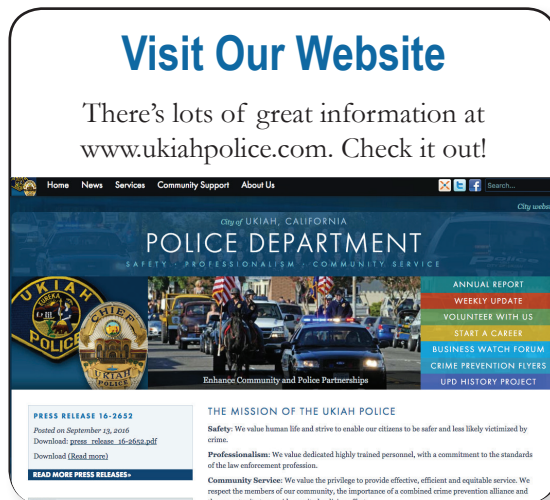 Visit Our Website
There's lots of great information at
www.ukiahpolice.com. Check it out!
Home News Services Community Support About Us
Search...
City of UKIAH, CALIFORNIA
POLICE DEPARTMENT
SAFETY · PROFESSIONALISM · COMMUNITY SERVICE
UKIAH
EUREKA
POLICE
CHIEF
UKIAH
POLICE
Enhance Community and Police Partnerships
ANNUAL REPORT
WEEKLY UPDATE
VOLUNTEER WITH US
START A CAREER
BUSINESS WATCH FORUM
CRIME PREVENTION FLYERS
UPD HISTORY PROJECT
PRESS RELEASE 16-2652
Posted on September 13, 2016
Download: press_release_16-2652.pdf
Download (Read more)
READ MORE PRESS RELEASES»
THE MISSION OF THE UKIAH POLICE
Safety: We value human life and strive to enable our citizens to be safer and less likely victimized by
crime.
Professionalism: We value dedicated highly trained personnel, with a commitment to the standards
of the law enforcement profession.
Community Service: We value the privilege to provide effective, efficient and equitable service. We
respect the members of our community, the importance of a combined crime prevention alliance and